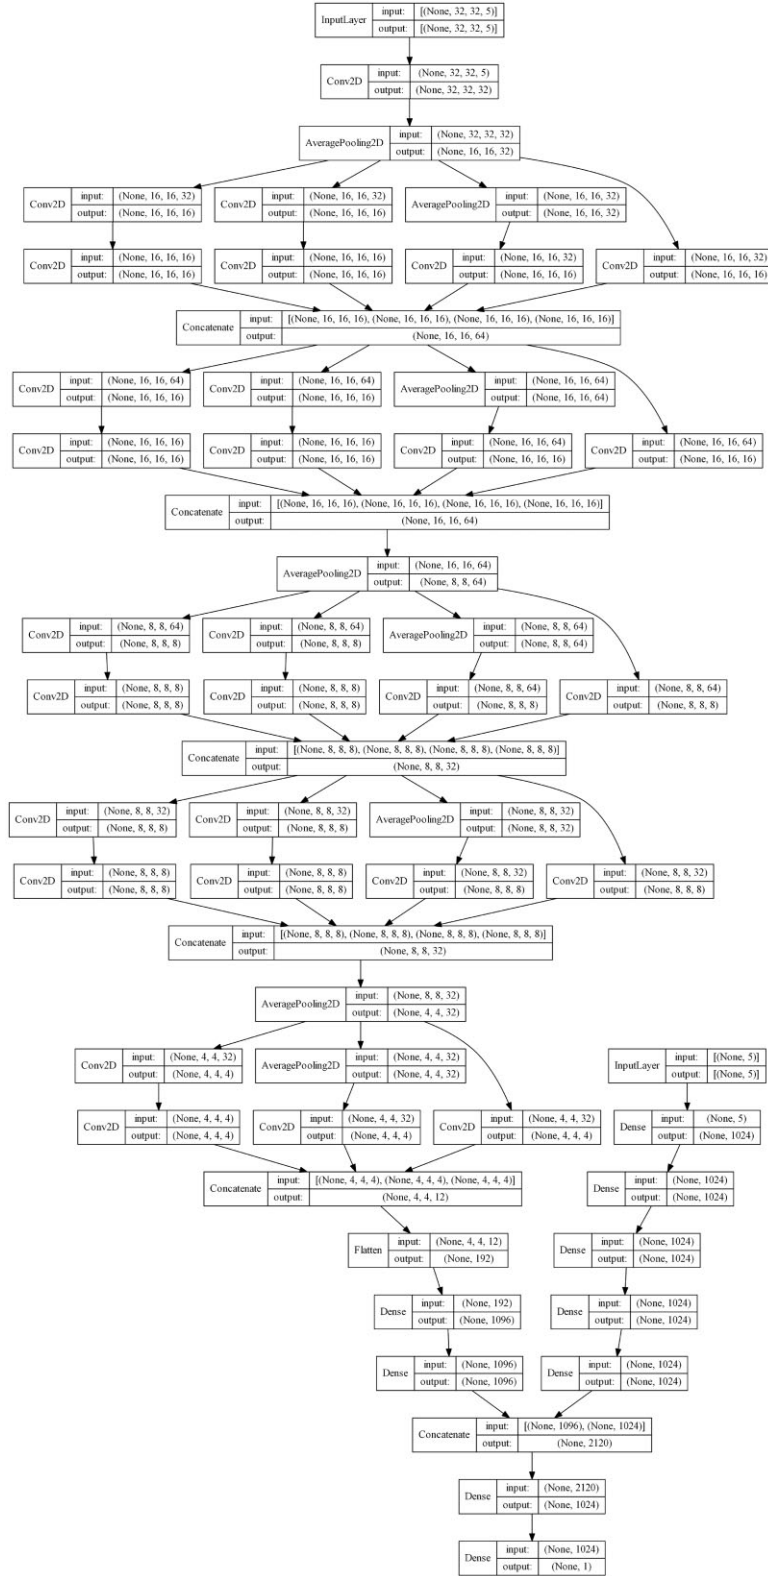 InputLayer input: [(None, 32, 32, 5)]
output: [(None, 32, 32, 5)]
Conv2D input: (None, 32, 32, 5)
output: (None, 32, 32, 32)
AveragePooling2D input: (None, 32, 32, 32)
output: (None, 16, 16, 32)
Conv2D input: (None, 16, 16, 32)
output: (None, 16, 16, 16)
Conv2D input: (None, 16, 16, 32)
output: (None, 16, 16, 16)
AveragePooling2D input: (None, 16, 16, 32)
output: (None, 16, 16, 32)
Conv2D input: (None, 16, 16, 16)
output: (None, 16, 16, 16)
Conv2D input: (None, 16, 16, 16)
output: (None, 16, 16, 16)
Conv2D input: (None, 16, 16, 32)
output: (None, 16, 16, 16)
Conv2D input: (None, 16, 16, 32)
output: (None, 16, 16, 16)
Concatenate input: [(None, 16, 16, 16), (None, 16, 16, 16), (None, 16, 16, 16), (None, 16, 16, 16)]
output: (None, 16, 16, 64)
Conv2D input: (None, 16, 16, 64)
output: (None, 16, 16, 16)
Conv2D input: (None, 16, 16, 64)
output: (None, 16, 16, 16)
AveragePooling2D input: (None, 16, 16, 64)
output: (None, 16, 16, 64)
Conv2D input: (None, 16, 16, 16)
output: (None, 16, 16, 16)
Conv2D input: (None, 16, 16, 16)
output: (None, 16, 16, 16)
Conv2D input: (None, 16, 16, 64)
output: (None, 16, 16, 16)
Conv2D input: (None, 16, 16, 64)
output: (None, 16, 16, 16)
Concatenate input: [(None, 16, 16, 16), (None, 16, 16, 16), (None, 16, 16, 16), (None, 16, 16, 16)]
output: (None, 16, 16, 64)
AveragePooling2D input: (None, 16, 16, 64)
output: (None, 8, 8, 64)
Conv2D input: (None, 8, 8, 64)
output: (None, 8, 8, 8)
Conv2D input: (None, 8, 8, 64)
output: (None, 8, 8, 8)
AveragePooling2D input: (None, 8, 8, 64)
output: (None, 8, 8, 64)
Conv2D input: (None, 8, 8, 8)
output: (None, 8, 8, 8)
Conv2D input: (None, 8, 8, 8)
output: (None, 8, 8, 8)
Conv2D input: (None, 8, 8, 64)
output: (None, 8, 8, 8)
Conv2D input: (None, 8, 8, 64)
output: (None, 8, 8, 8)
Concatenate input: [(None, 8, 8, 8), (None, 8, 8, 8), (None, 8, 8, 8), (None, 8, 8, 8)]
output: (None, 8, 8, 32)
Conv2D input: (None, 8, 8, 32)
output: (None, 8, 8, 8)
Conv2D input: (None, 8, 8, 32)
output: (None, 8, 8, 8)
AveragePooling2D input: (None, 8, 8, 32)
output: (None, 8, 8, 32)
Conv2D input: (None, 8, 8, 8)
output: (None, 8, 8, 8)
Conv2D input: (None, 8, 8, 8)
output: (None, 8, 8, 8)
Conv2D input: (None, 8, 8, 32)
output: (None, 8, 8, 8)
Conv2D input: (None, 8, 8, 32)
output: (None, 8, 8, 8)
Concatenate input: [(None, 8, 8, 8), (None, 8, 8, 8), (None, 8, 8, 8), (None, 8, 8, 8)]
output: (None, 8, 8, 32)
AveragePooling2D input: (None, 8, 8, 32)
output: (None, 4, 4, 32)
Conv2D input: (None, 4, 4, 32)
output: (None, 4, 4, 4)
AveragePooling2D input: (None, 4, 4, 32)
output: (None, 4, 4, 32)
InputLayer input: [(None, 5)]
output: [(None, 5)]
Conv2D input: (None, 4, 4, 4)
output: (None, 4, 4, 4)
Conv2D input: (None, 4, 4, 32)
output: (None, 4, 4, 4)
Conv2D input: (None, 4, 4, 32)
output: (None, 4, 4, 4)
Dense input: (None, 5)
output: (None, 1024)
Concatenate input: [(None, 4, 4, 4), (None, 4, 4, 4), (None, 4, 4, 4)]
output: (None, 4, 4, 12)
Dense input: (None, 1024)
output: (None, 1024)
Flatten input: (None, 4, 4, 12)
output: (None, 192)
Dense input: (None, 1024)
output: (None, 1024)
Dense input: (None, 192)
output: (None, 1096)
Dense input: (None, 1024)
output: (None, 1024)
Dense input: (None, 1096)
output: (None, 1096)
Dense input: (None, 1024)
output: (None, 1024)
Concatenate input: [(None, 1096), (None, 1024)]
output: (None, 2120)
Dense input: (None, 2120)
output: (None, 1024)
Dense input: (None, 1024)
output: (None, 1)